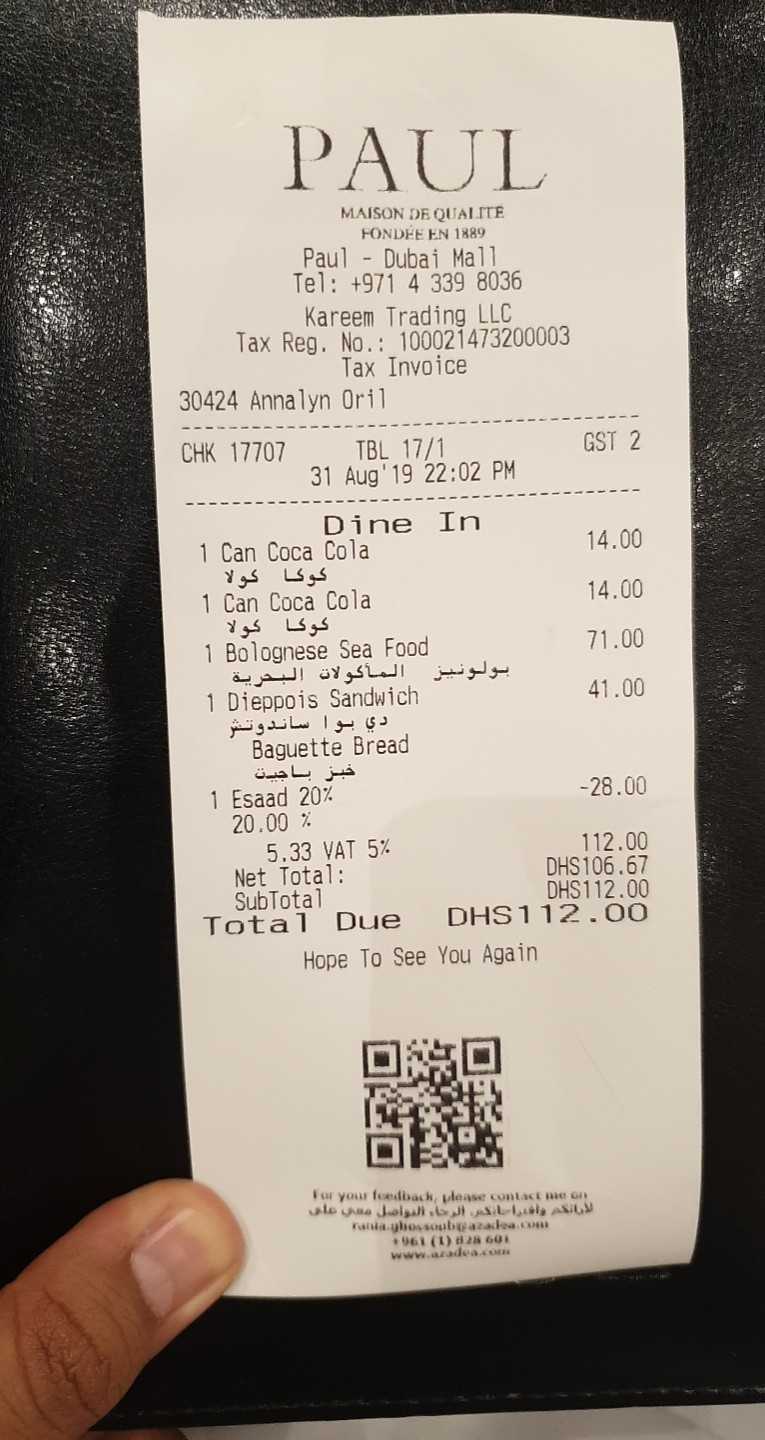 PAUL
MAISON DE QUALITÉ
FONDÉE EN 1889
Paul - Dubai Mall
Tel: +971 4 339 8036
Kareem Trading LLC
Tax Reg. No.: 100021473200003
Tax Invoice
30424 Annalyn Oril
CHK 17707 TBL 17/1 GST 2
31 Aug'19 22:02 PM
Dine In
1 Can Coca Cola 14.00
كوكا كولا
1 Can Coca Cola 14.00
كوكا كولا
1 Bolognese Sea Food 71.00
بولونيز المأكولات البحرية
1 Dieppois Sandwich 41.00
دي بوا ساندوتش
Baguette Bread
خبز باجيت
1 Esaad 20% -28.00
20.00 %
5.33 VAT 5% 112.00
Net Total: DHS106.67
SubTotal DHS112.00
Total Due DHS112.00
Hope To See You Again
For your feedback, please contact me on
لآرائكم واقتراحاتكم، الرجاء التواصل معي على
rania.ghossoub@azadea.com
+961 (1) 828 601
www.azadea.com